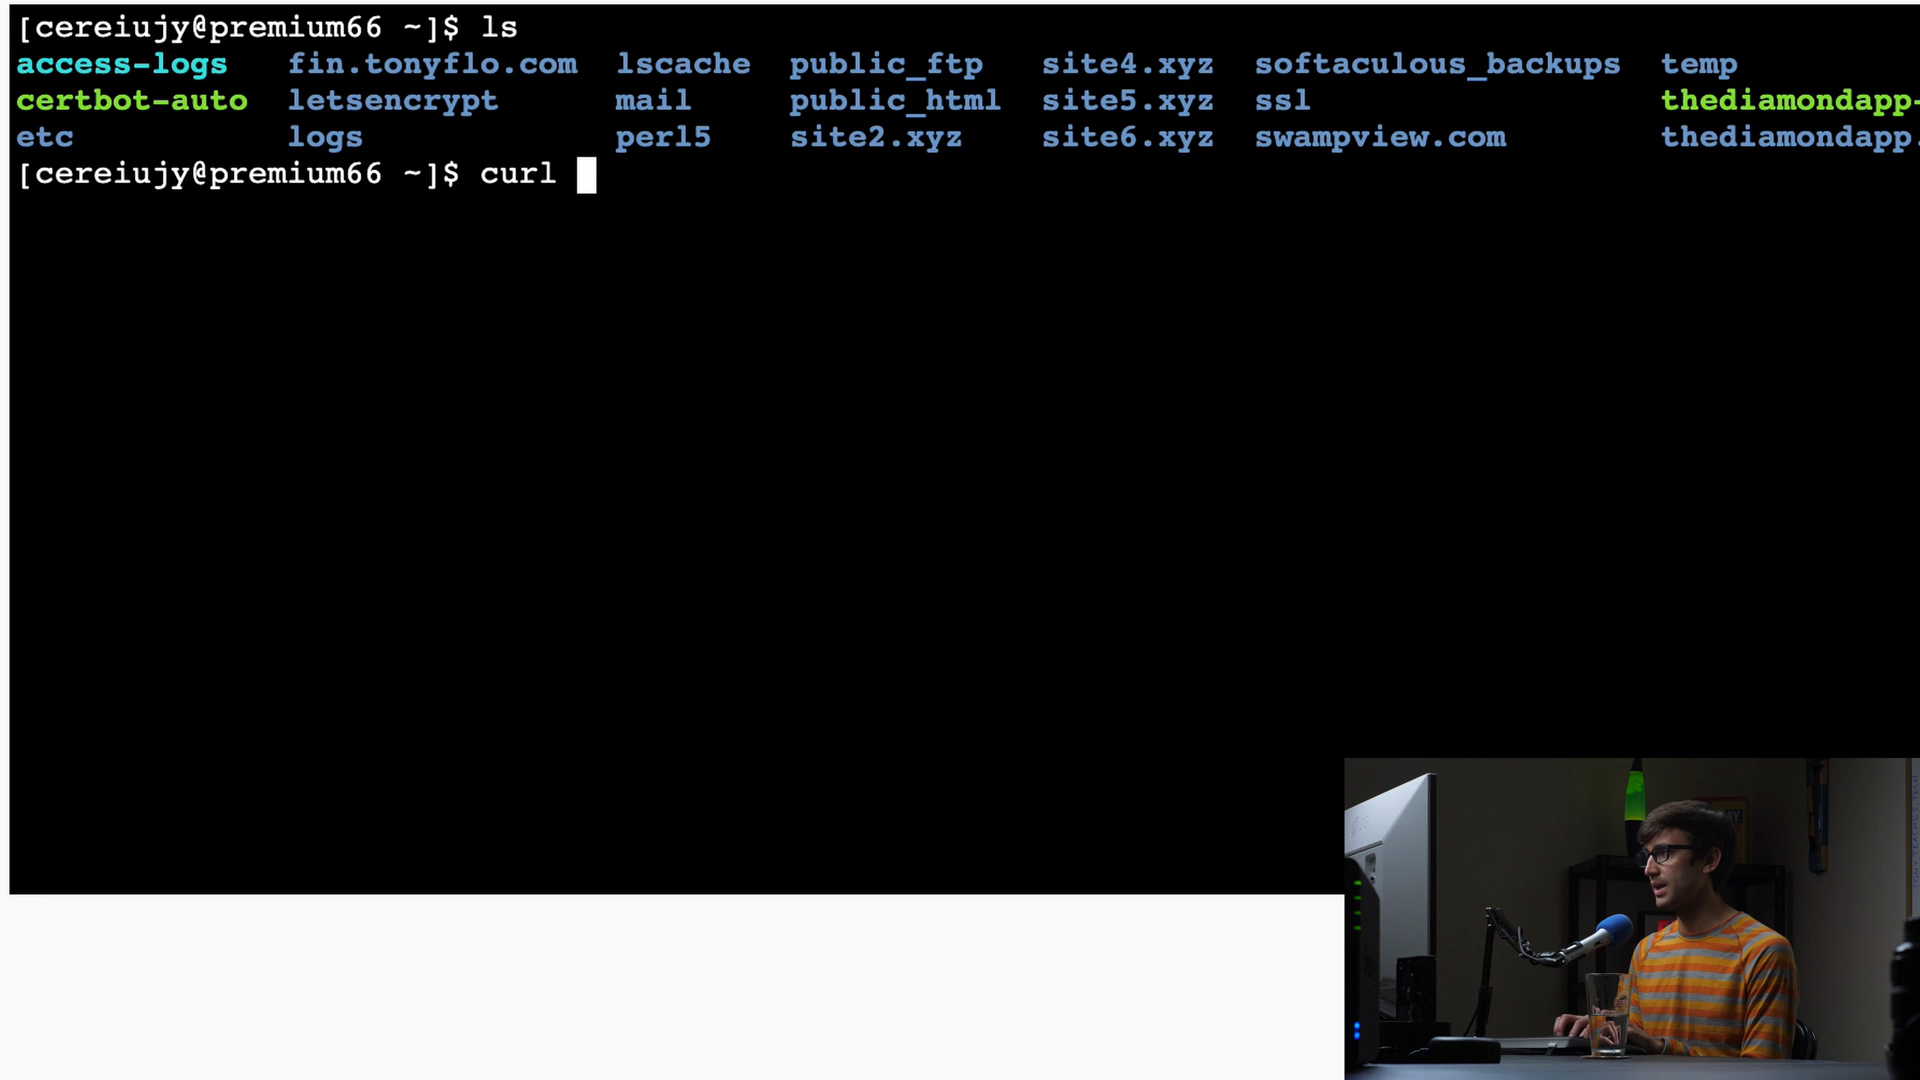 [cereiujy@premium66 ~]$ ls
access-logs fin.tonyflo.com lscache public_ftp site4.xyz softaculous_backups temp
certbot-auto letsencrypt mail public_html site5.xyz ssl thediamondapp-
etc logs perl5 site2.xyz site6.xyz swampview.com thediamondapp.
[cereiujy@premium66 ~]$ curl